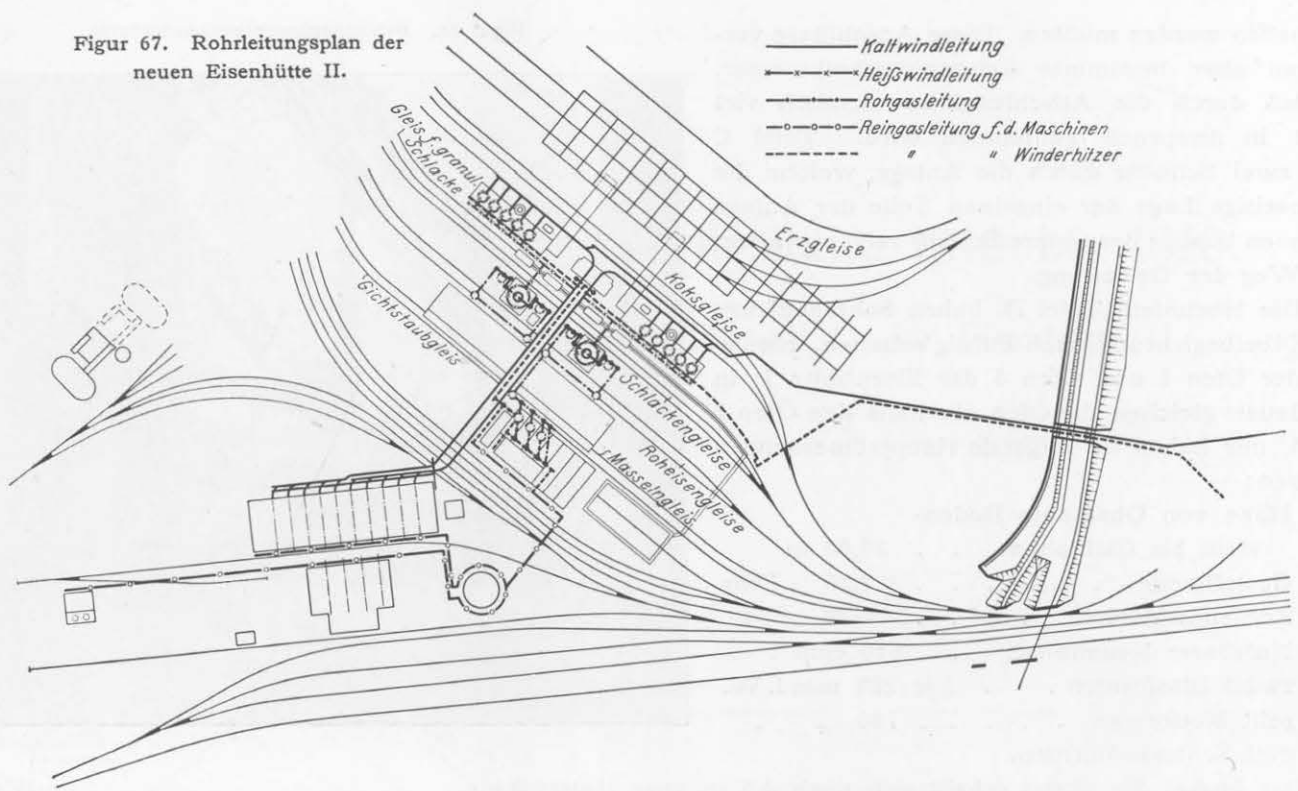 Figur 67. Rohrleitungsplan der
neuen Eisenhütte II.
Kaltwindleitung
Heißwindleitung
Rohgasleitung
Reingasleitung f.d. Maschinen
" " Winderhitzer
Gleis f. granul.
Schlacke
Gichtstaubgleis
Erzgleise
Koksgleise
Schlackengleise
Roheisengleise
Masselngleis